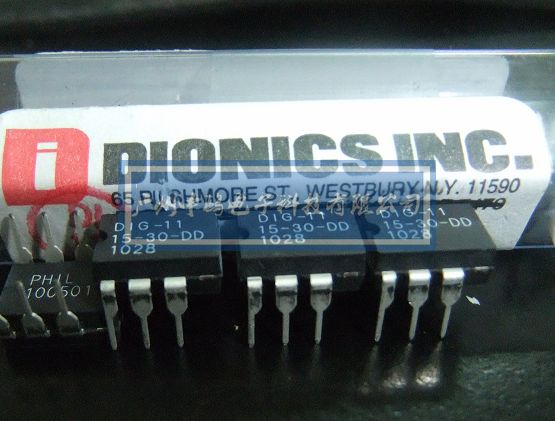 i DIONICS INC.
65 RUSHMORE ST. WESTBURY, N.Y. 11590
DIG-11
15-30-DD
1028
DIG-11
15-30-DD
1028
DIG-11
15-30-DD
1028
PHIL
100501